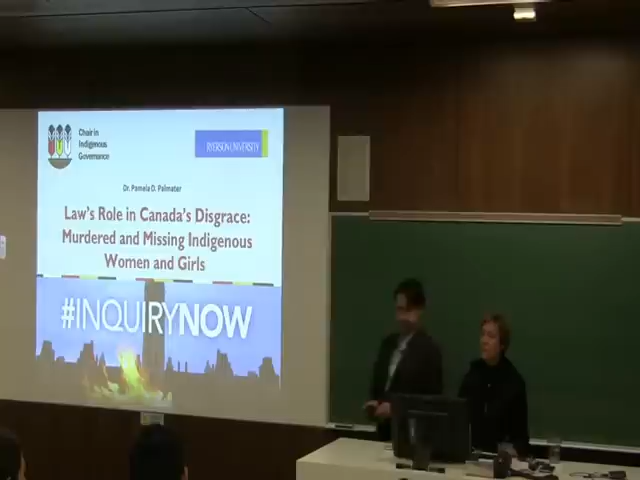 Chair in
Indigenous
Governance
RYERSON UNIVERSITY
Dr. Pamela D. Palmater
Law's Role in Canada's Disgrace:
Murdered and Missing Indigenous
Women and Girls
#INQUIRYNOW